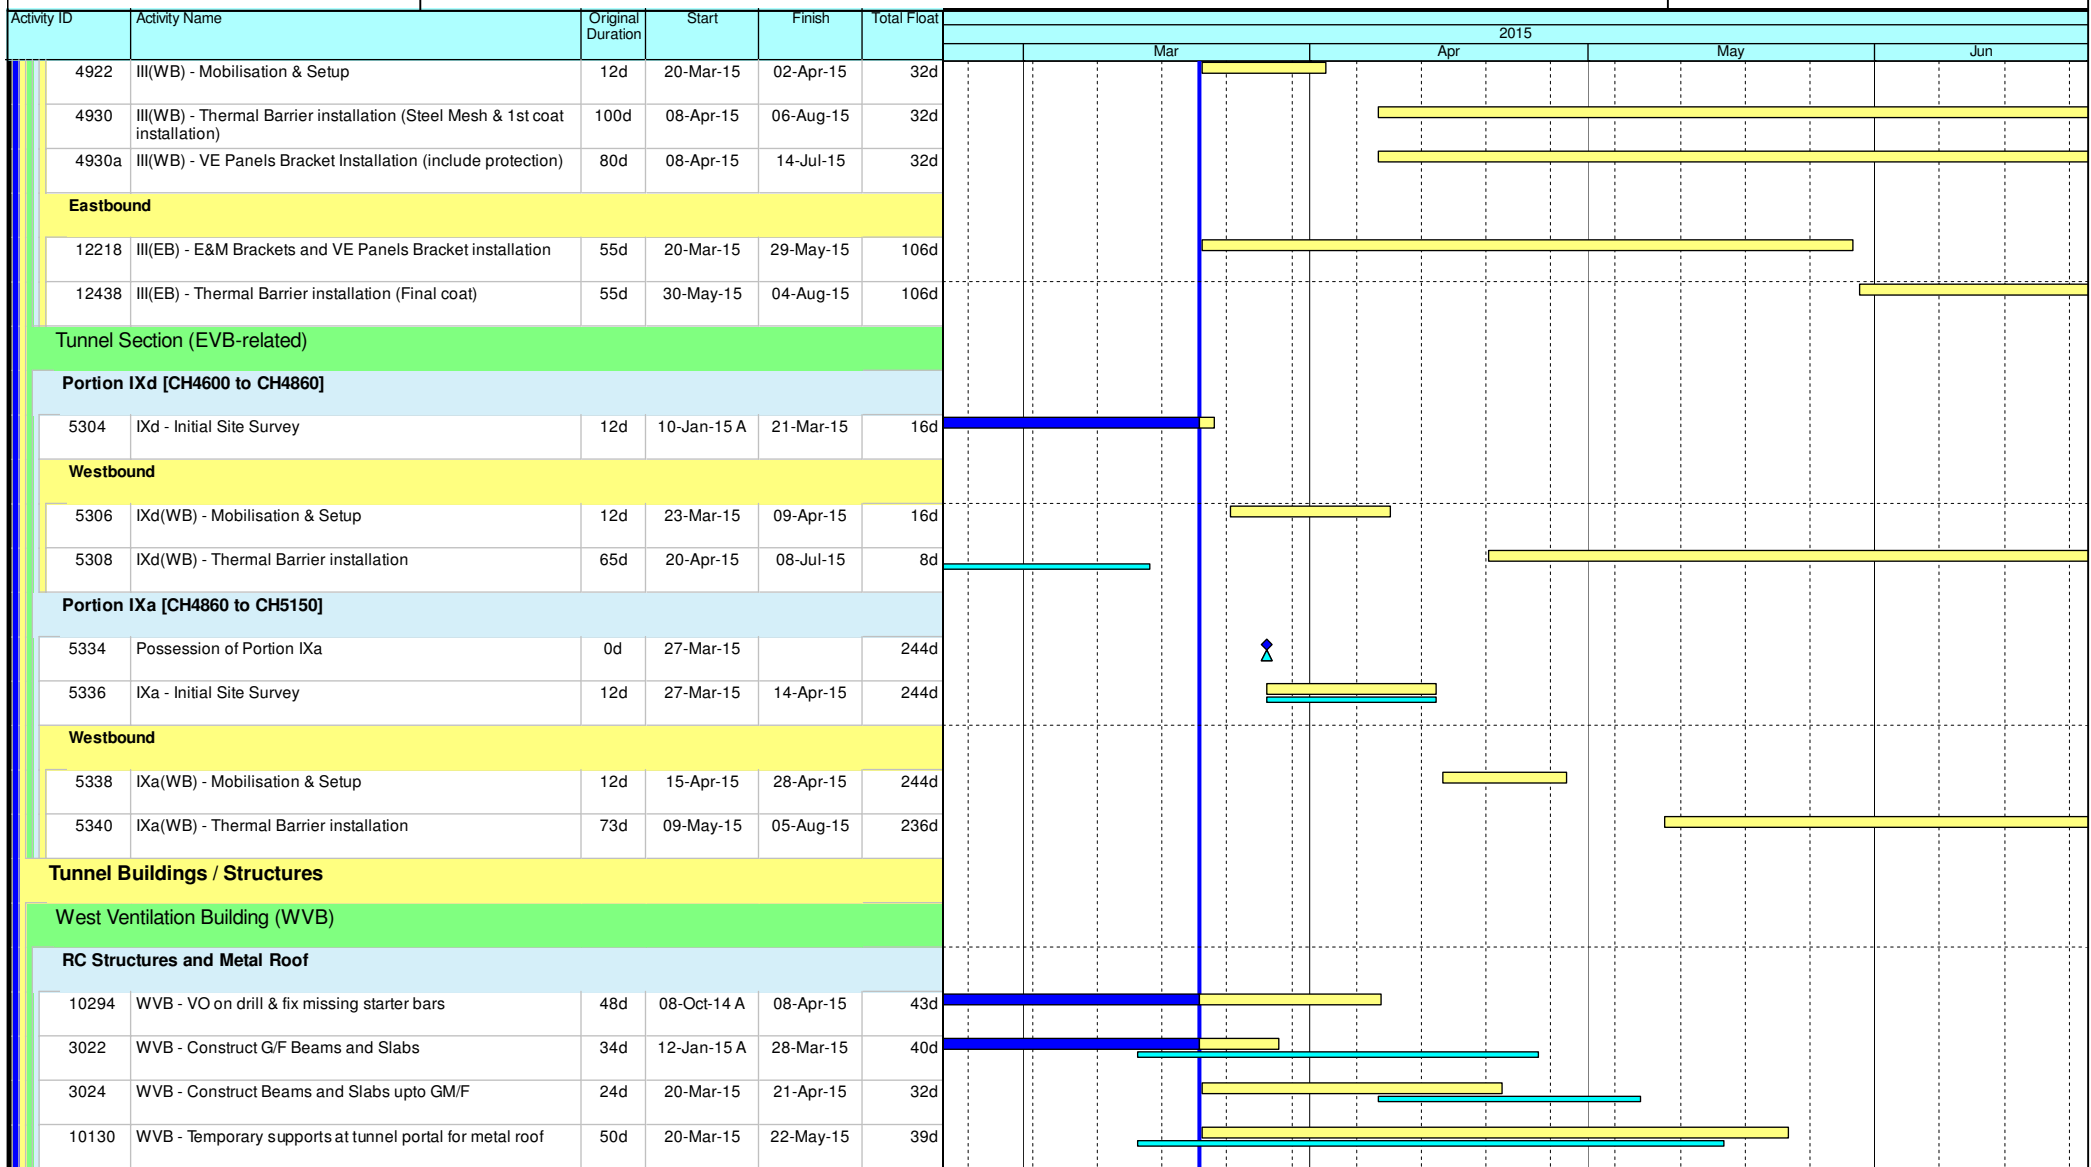 Activity ID Activity Name Original Duration Start Finish Total Float
2015
Mar Apr May Jun
4922 III(WB) - Mobilisation & Setup 12d 20-Mar-15 02-Apr-15 32d
4930 III(WB) - Thermal Barrier installation (Steel Mesh & 1st coat 100d 08-Apr-15 06-Aug-15 32d
installation)
4930a III(WB) - VE Panels Bracket Installation (include protection) 80d 08-Apr-15 14-Jul-15 32d
Eastbound
12218 III(EB) - E&M Brackets and VE Panels Bracket installation 55d 20-Mar-15 29-May-15 106d
12438 III(EB) - Thermal Barrier installation (Final coat) 55d 30-May-15 04-Aug-15 106d
Tunnel Section (EVB-related)
Portion IXd [CH4600 to CH4860]
5304 IXd - Initial Site Survey 12d 10-Jan-15 A 21-Mar-15 16d
Westbound
5306 IXd(WB) - Mobilisation & Setup 12d 23-Mar-15 09-Apr-15 16d
5308 IXd(WB) - Thermal Barrier installation 65d 20-Apr-15 08-Jul-15 8d
Portion IXa [CH4860 to CH5150]
5334 Possession of Portion IXa 0d 27-Mar-15 244d
5336 IXa - Initial Site Survey 12d 27-Mar-15 14-Apr-15 244d
Westbound
5338 IXa(WB) - Mobilisation & Setup 12d 15-Apr-15 28-Apr-15 244d
5340 IXa(WB) - Thermal Barrier installation 73d 09-May-15 05-Aug-15 236d
Tunnel Buildings / Structures
West Ventilation Building (WVB)
RC Structures and Metal Roof
10294 WVB - VO on drill & fix missing starter bars 48d 08-Oct-14 A 08-Apr-15 43d
3022 WVB - Construct G/F Beams and Slabs 34d 12-Jan-15 A 28-Mar-15 40d
3024 WVB - Construct Beams and Slabs upto GM/F 24d 20-Mar-15 21-Apr-15 32d
10130 WVB - Temporary supports at tunnel portal for metal roof 50d 20-Mar-15 22-May-15 39d